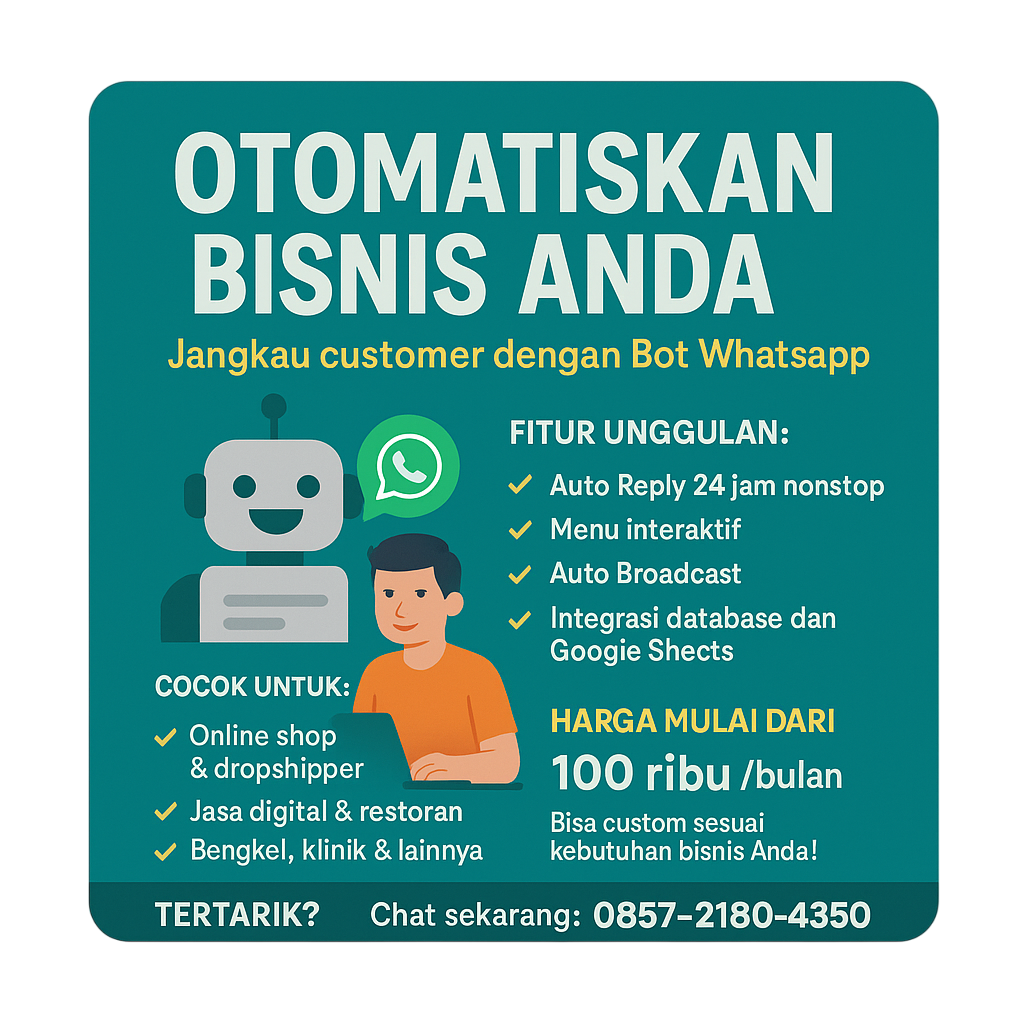 OTOMATISKAN
BISNIS ANDA
Jangkau customer dengan Bot Whatsapp
FITUR UNGGULAN:
Auto Reply 24 jam nonstop
Menu interaktif
Auto Broadcast
Integrasi database dan
Googie Shects
COCOK UNTUK:
Online shop
& dropshipper
Jasa digital & restoran
Bengkel, klinik & lainnya
HARGA MULAI DARI
100 ribu /bulan
Bisa custom sesuai
kebutuhan bisnis Anda!
TERTARIK? Chat sekarang: 0857-2180-4350